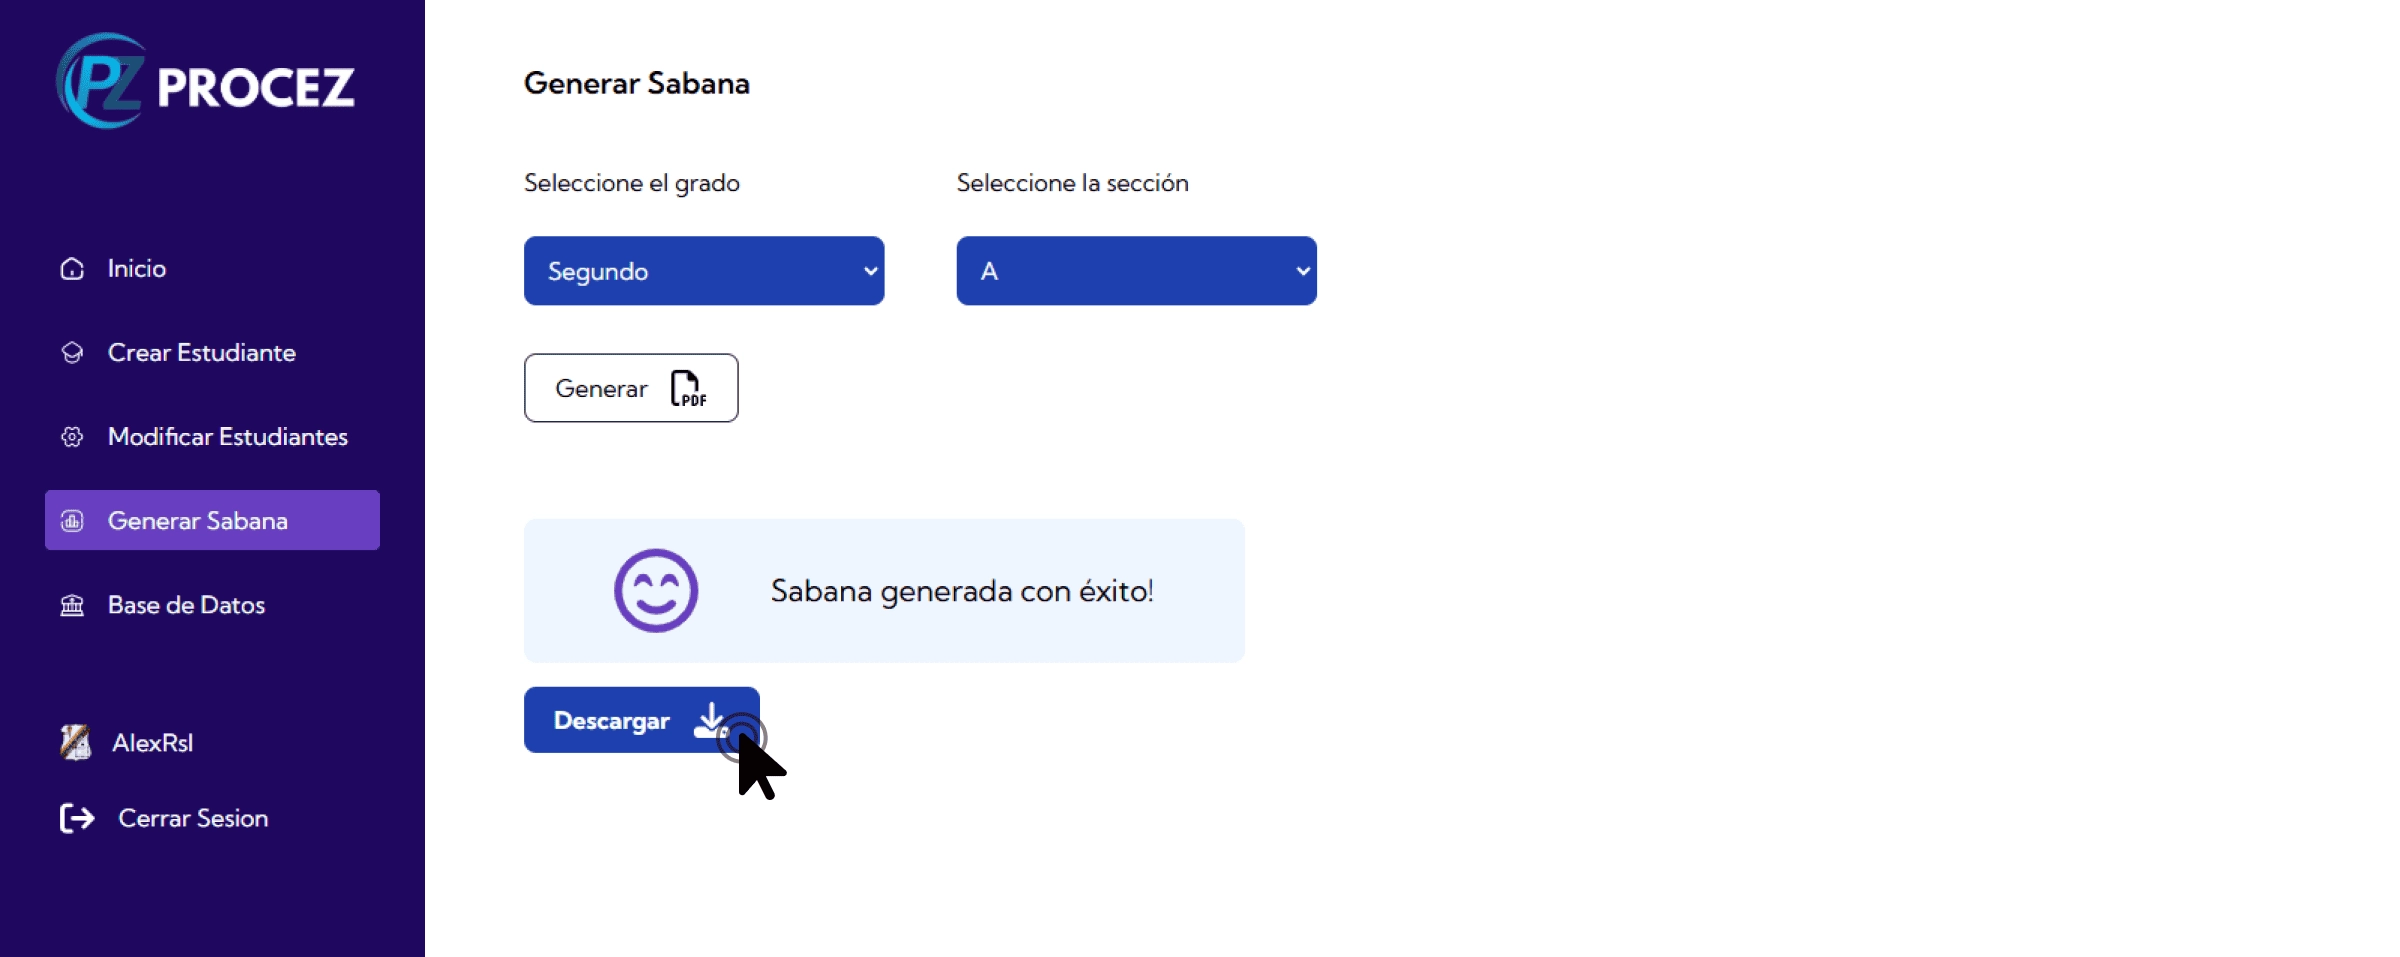 PZ PROCEZ
Inicio
Crear Estudiante
Modificar Estudiantes
Generar Sabana
Base de Datos
AlexRsl
Cerrar Sesion
Generar Sabana
Seleccione el grado
Seleccione la sección
Segundo
A
Generar PDF
Sabana generada con éxito!
Descargar